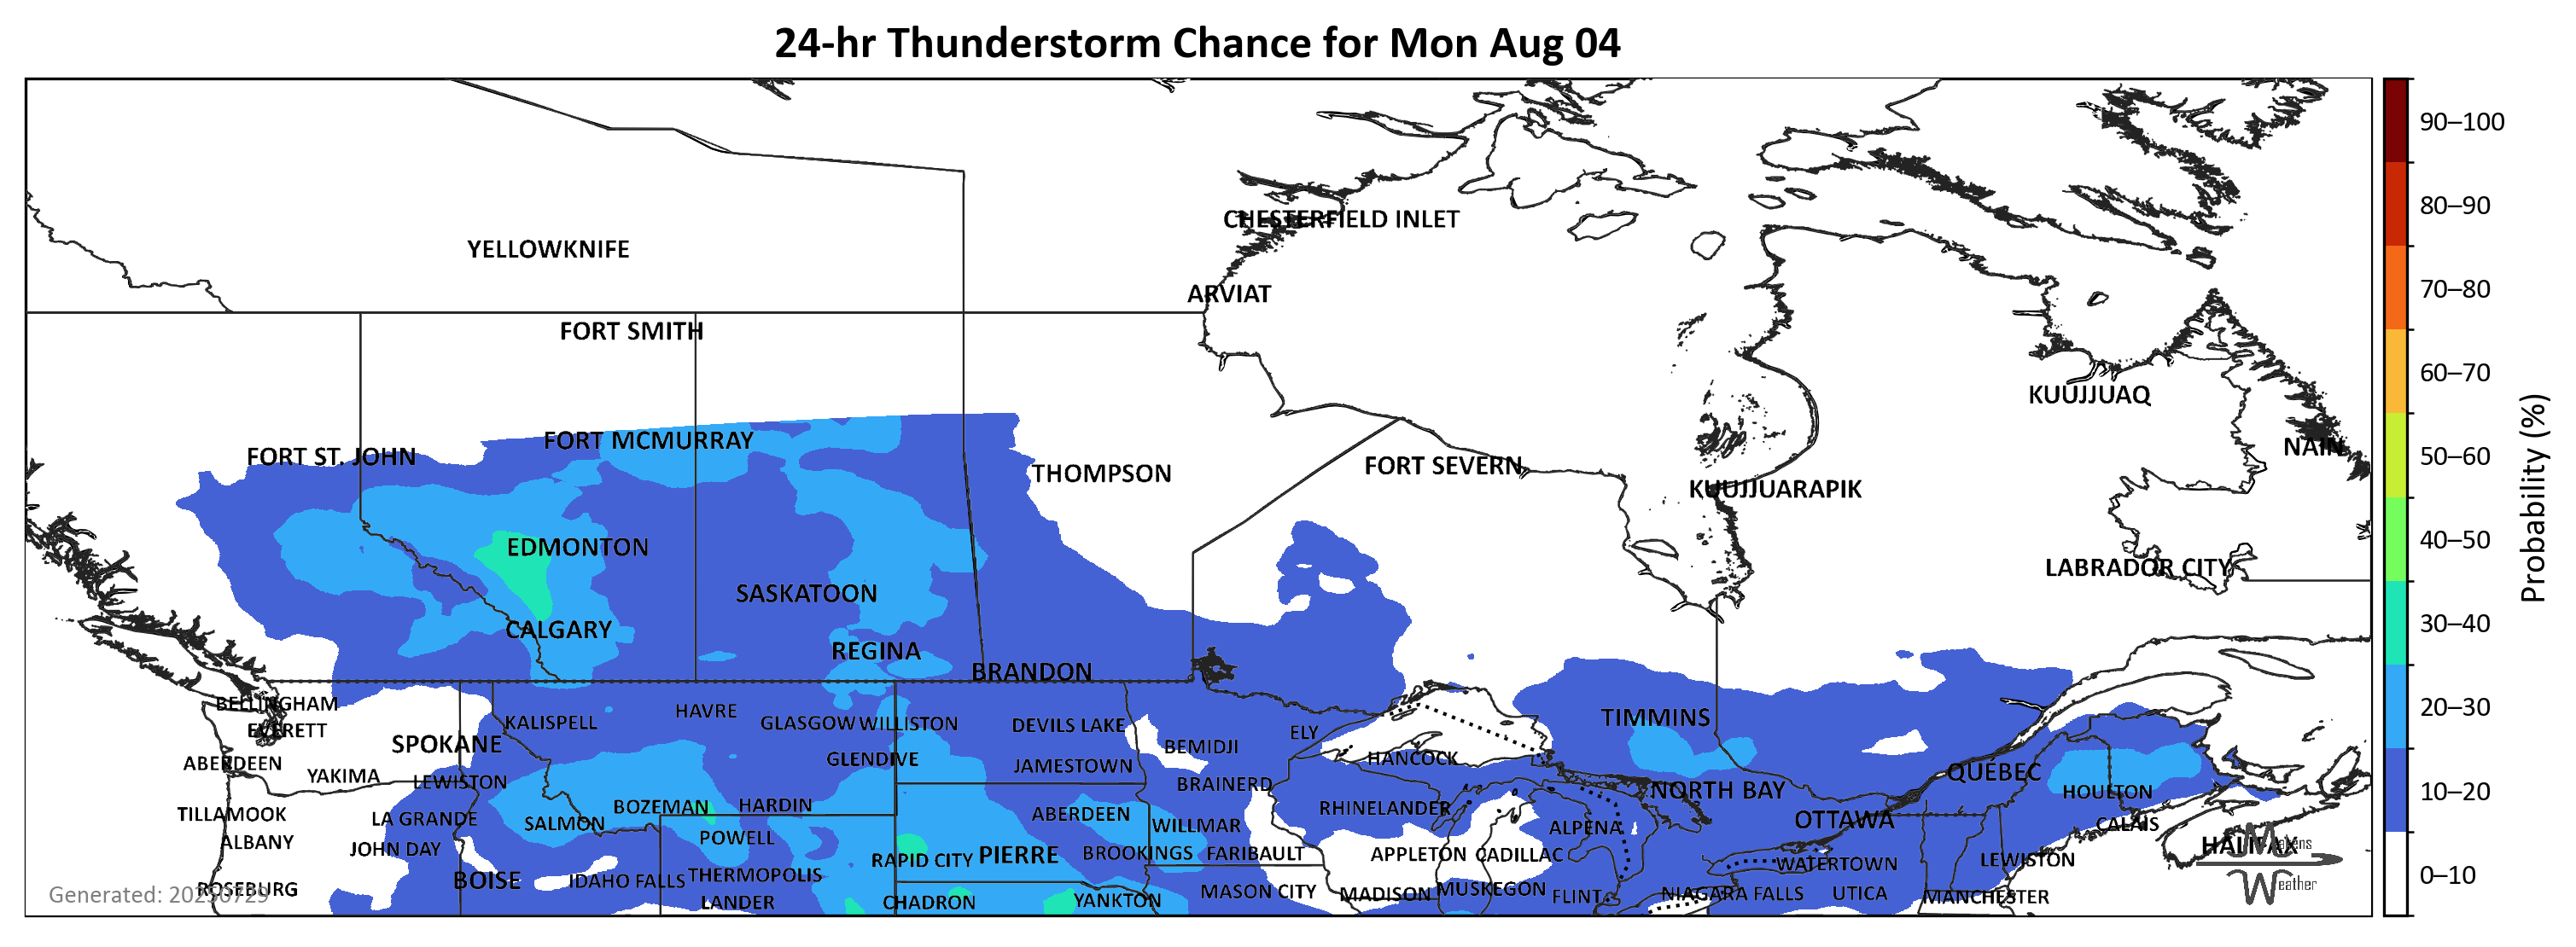 24-hr Thunderstorm Chance for Mon Aug 04
90–100
80–90
CHESTERFIELD INLET
YELLOWKNIFE
70–80
ARVIAT
FORT SMITH
60–70
KUUJJUAQ
FORT MCMURRAY
NAIN
50–60
FORT ST. JOHN
THOMPSON
FORT SEVERN
KUUJJUARAPIK
Probability (%)
EDMONTON
40–50
LABRADOR CITY
SASKATOON
CALGARY
30–40
REGINA
BRANDON
BELLINGHAM
HAVRE
20–30
KALISPELL
GLASGOW
WILLISTON
DEVILS LAKE
TIMMINS
EVERETT
ELY
SPOKANE
BEMIDJI
ABERDEEN
GLENDIVE
JAMESTOWN
HANCOCK
QUÉBEC
YAKIMA
LEWISTON
BRAINERD
NORTH BAY
HOULTON
10–20
BOZEMAN
HARDIN
RHINELANDER
TILLAMOOK
LA GRANDE
SALMON
ABERDEEN
WILLMAR
ALPENA
OTTAWA
CALAIS
ALBANY
JOHN DAY
POWELL
RAPID CITY
PIERRE
BROOKINGS
FARIBAULT
APPLETON
CADILLAC
WATERTOWN
LEWISTON
HALIFAX
BOISE
IDAHO FALLS
THERMOPOLIS
0–10
ROSEBURG
MASON CITY
MADISON
MUSKEGON
FLINT
NIAGARA FALLS
UTICA
MANCHESTER
LANDER
CHADRON
YANKTON
Generated: 20250729
Weather